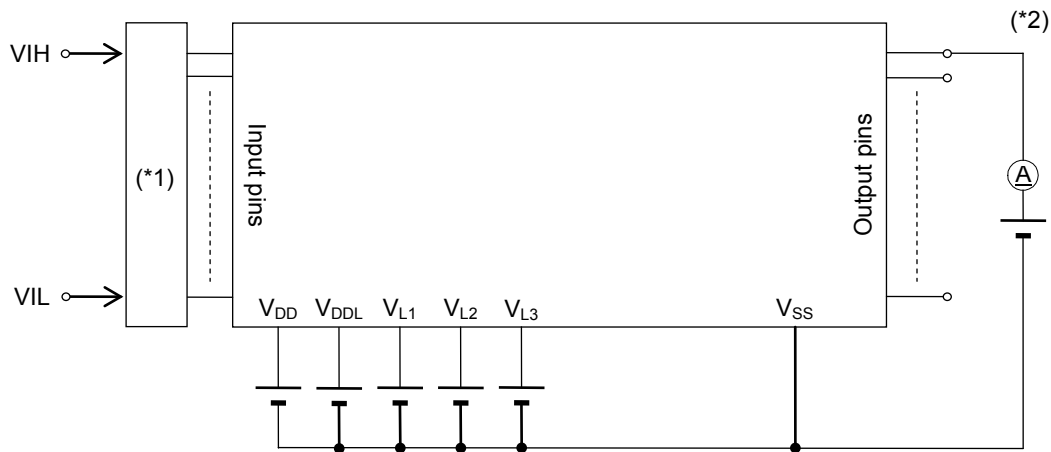 (*2)
VIH
(*1)
Input pins
Output pins
A
VIL
VDD
VDDL
VL1
VL2
VL3
VSS